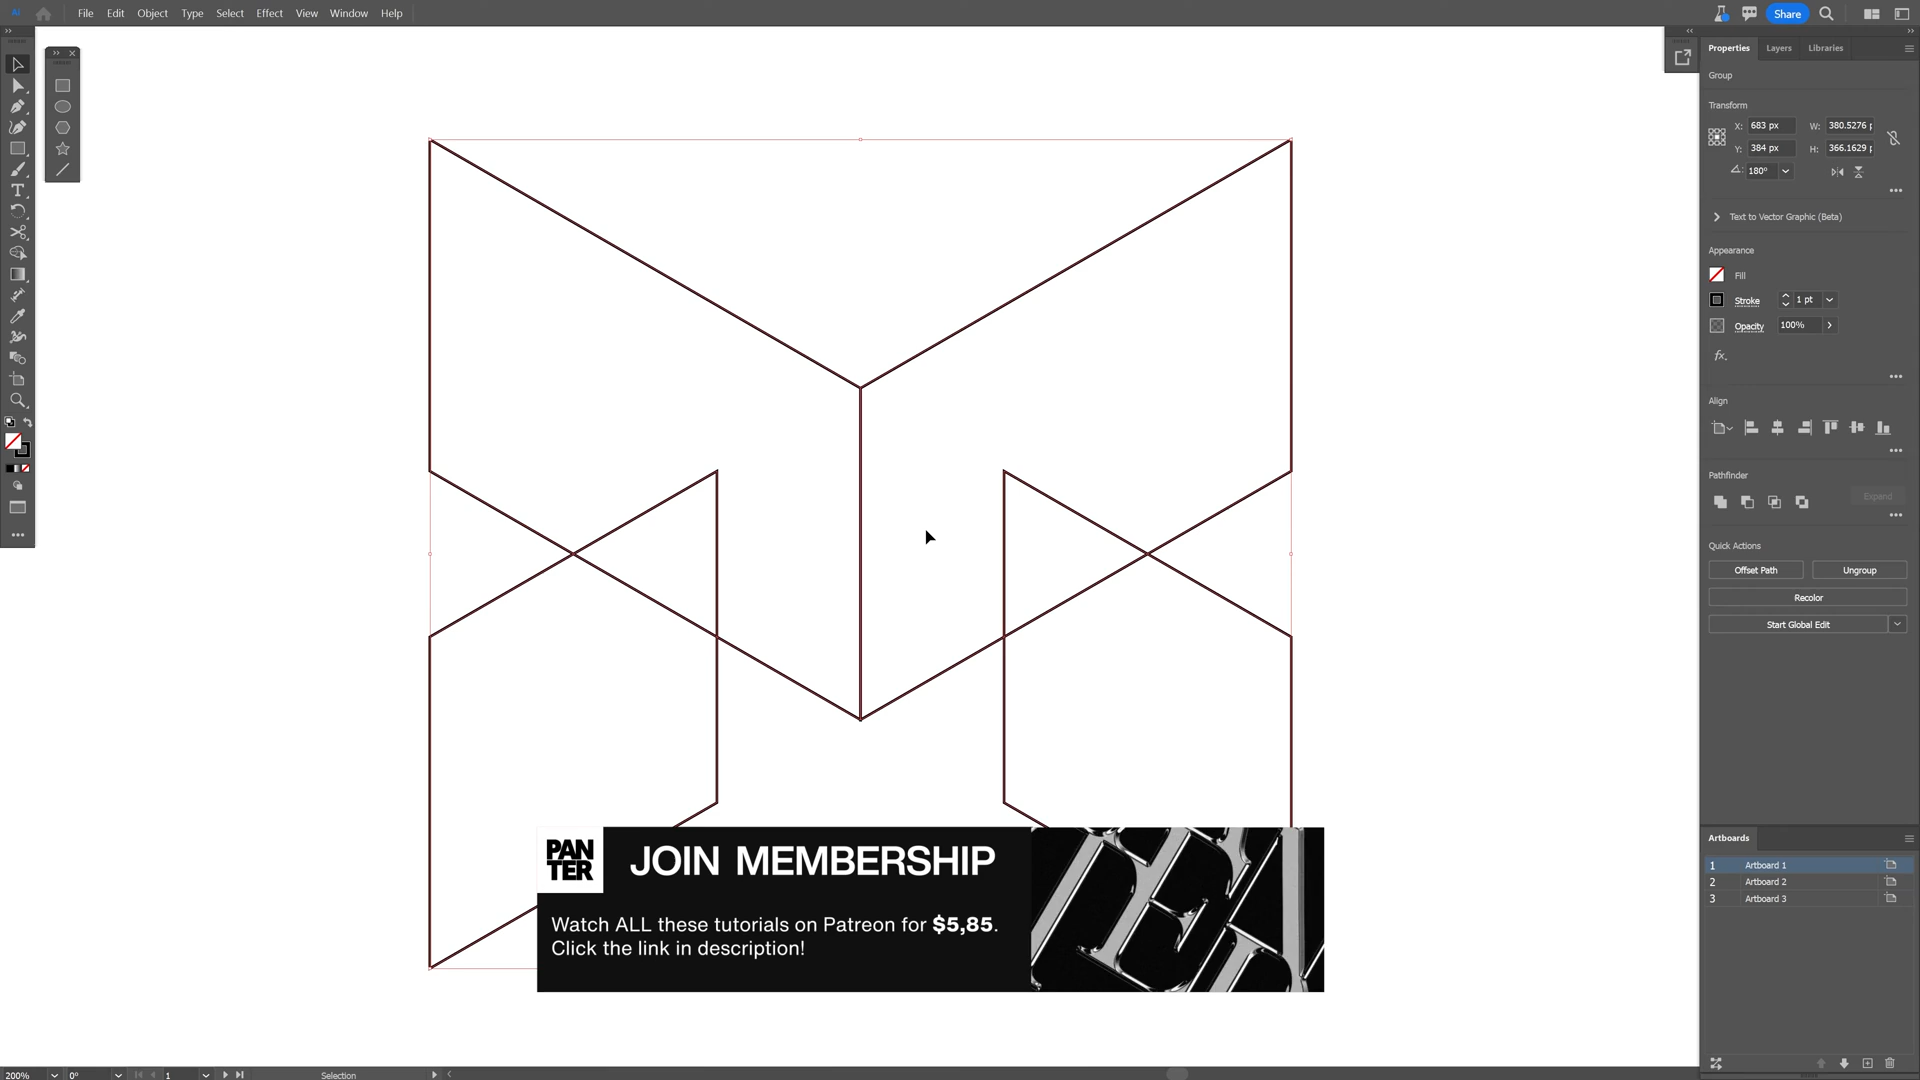 Ai File Edit Object Type Select Effect View Window Help
Share
Properties Layers Libraries
Group
Transform
X: 683 px W: 380.5276
Y: 384 px H: 366.1629
180°
Text to Vector Graphic (Beta)
Appearance
Fill
Stroke 1 pt
Opacity 100%
fx.
Align
Pathfinder
Expand
Quick Actions
Offset Path Ungroup
Recolor
Start Global Edit
PAN
TER
JOIN MEMBERSHIP
Watch ALL these tutorials on Patreon for $5,85.
Click the link in description!
Artboards
1 Artboard 1
2 Artboard 2
3 Artboard 3
200% 0° 1 Selection